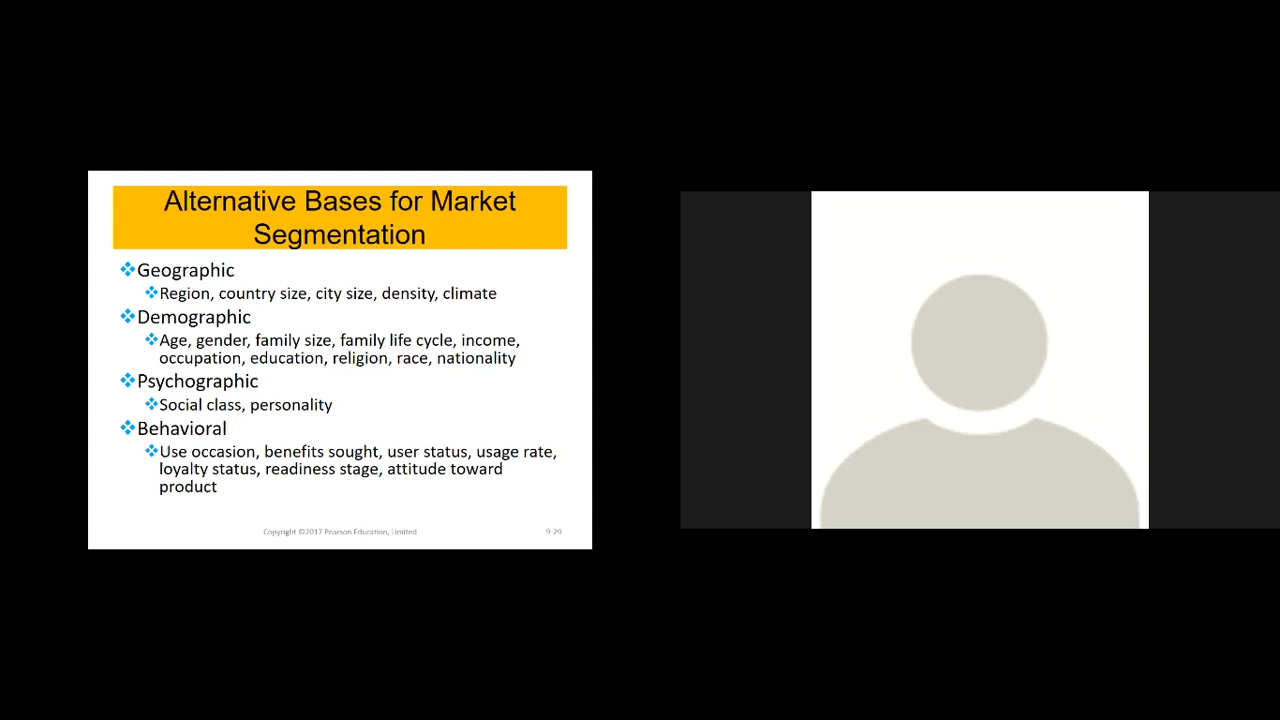 Alternative Bases for Market
Segmentation
❖Geographic
❖Region, country size, city size, density, climate
❖Demographic
❖Age, gender, family size, family life cycle, income,
occupation, education, religion, race, nationality
❖Psychographic
❖Social class, personality
❖Behavioral
❖Use occasion, benefits sought, user status, usage rate,
loyalty status, readiness stage, attitude toward
product
Copyright ©2017 Pearson Education, Limited
9-29